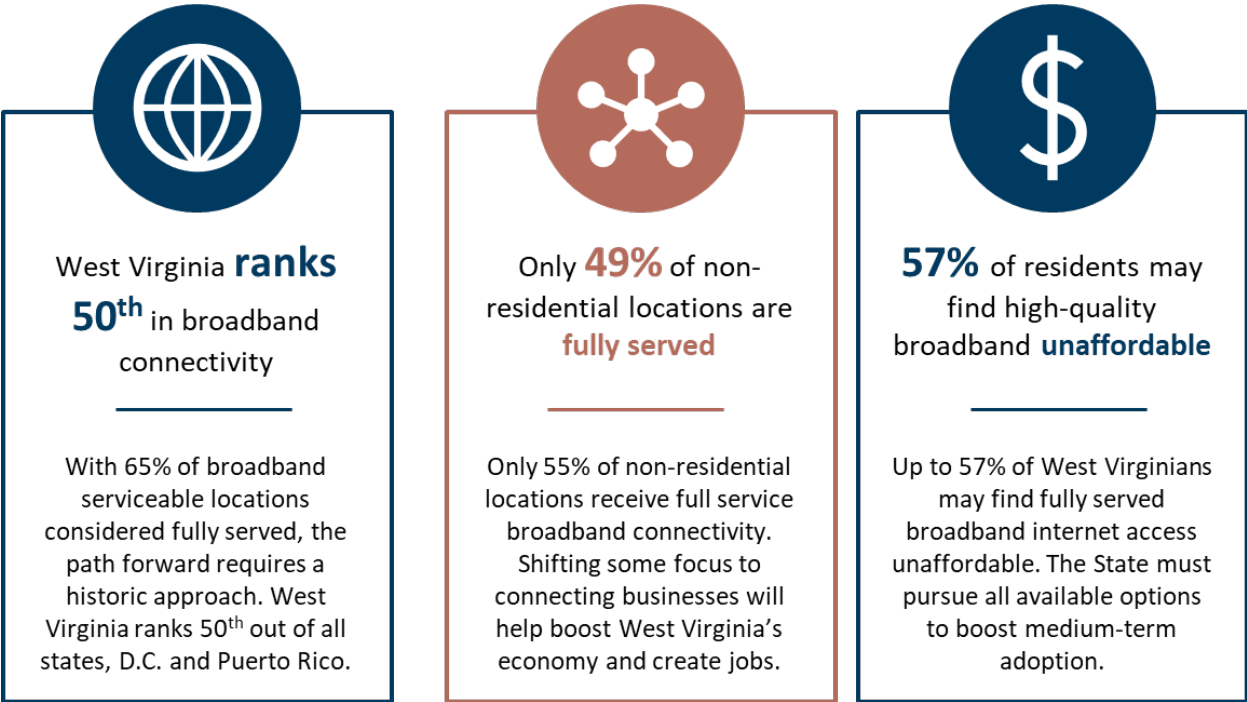 West Virginia ranks
50th in broadband
connectivity
With 65% of broadband
serviceable locations
considered fully served, the
path forward requires a
historic approach. West
Virginia ranks 50th out of all
states, D.C. and Puerto Rico.
Only 49% of non-
residential locations are
fully served
Only 55% of non-residential
locations receive full service
broadband connectivity.
Shifting some focus to
connecting businesses will
help boost West Virginia’s
economy and create jobs.
57% of residents may
find high-quality
broadband unaffordable
Up to 57% of West Virginians
may find fully served
broadband internet access
unaffordable. The State must
pursue all available options
to boost medium-term
adoption.